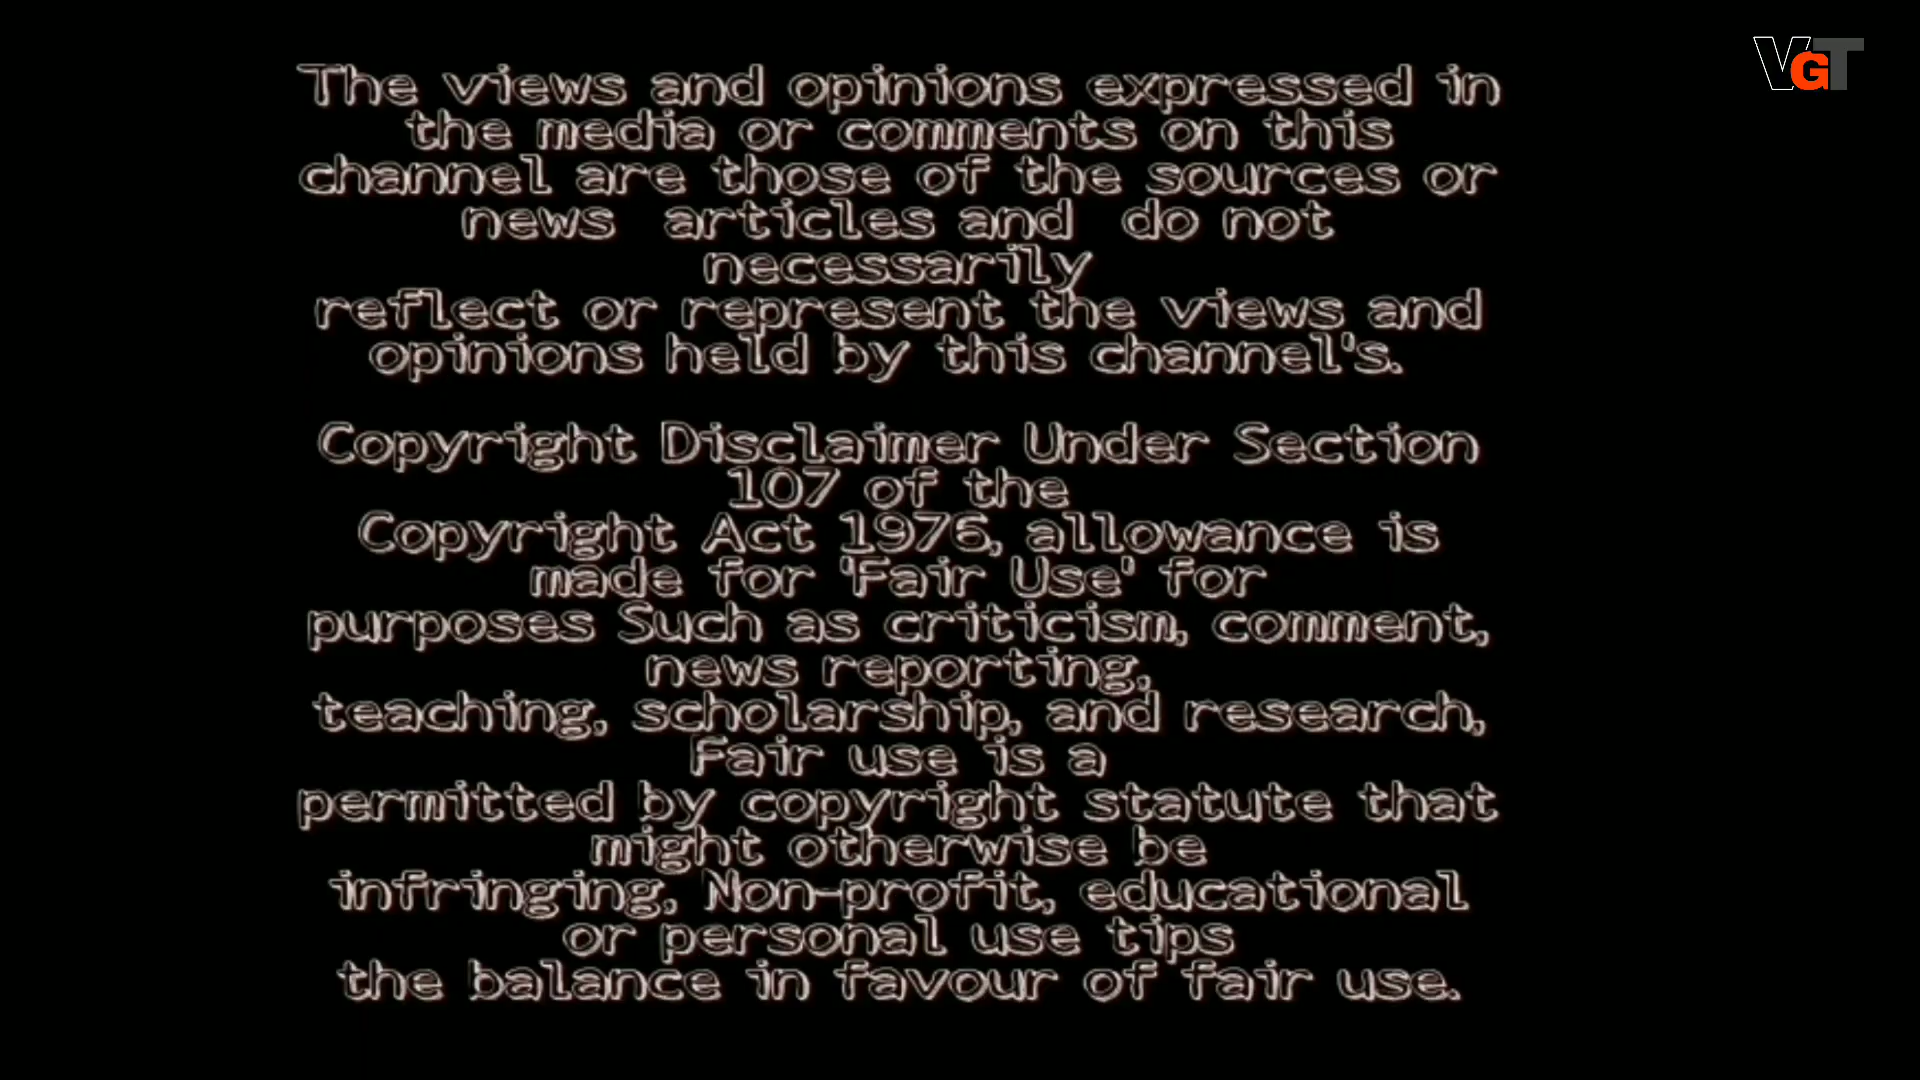 VGT
The views and opinions expressed in
the media or comments on this
channel are those of the sources or
news articles and do not
necessarily
reflect or represent the views and
opinions held by this channel's.
Copyright Disclaimer Under Section
107 of the
Copyright Act 1976, allowance is
made for 'Fair Use' for
purposes Such as criticism, comment,
news reporting,
teaching, scholarship, and research,
Fair use is a
permitted by copyright statute that
might otherwise be
infringing, Non-profit, educational
or personal use tips
the balance in favour of fair use.